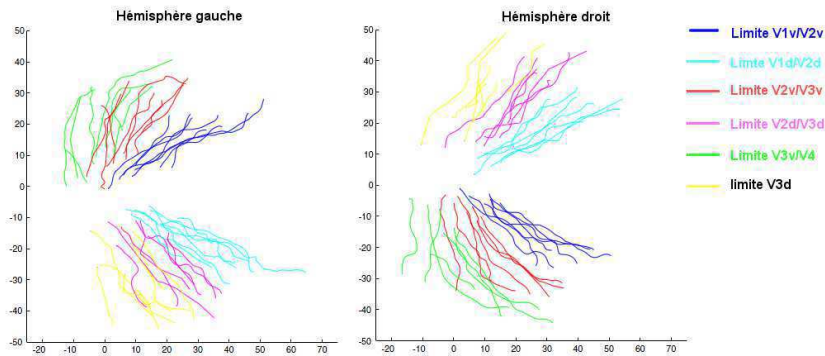 Hémisphère gauche
Hémisphère droit
50
40
30
20
10
0
-10
-20
-30
-40
-50
-20 -10 0 10 20 30 40 50 60 70
50
40
30
20
10
0
-10
-20
-30
-40
-50
-20 -10 0 10 20 30 40 50 60 70
Limite V1v/V2v
Limite V1d/V2d
Limite V2v/V3v
Limite V2d/V3d
Limite V3v/V4
limite V3d